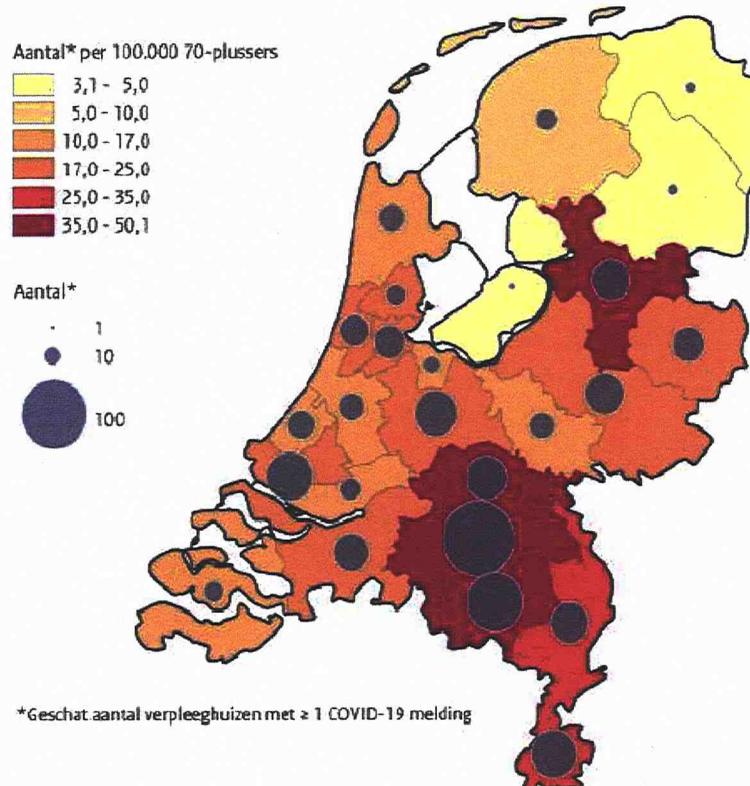 Aantal* per 100.000 70-plussers
3,1 - 5,0
5,0 - 10,0
10,0 - 17,0
17,0 - 25,0
25,0 - 35,0
35,0 - 50,1
Aantal*
1
10
100
*Geschat aantal verpleeghuizen met ≥ 1 COVID-19 melding